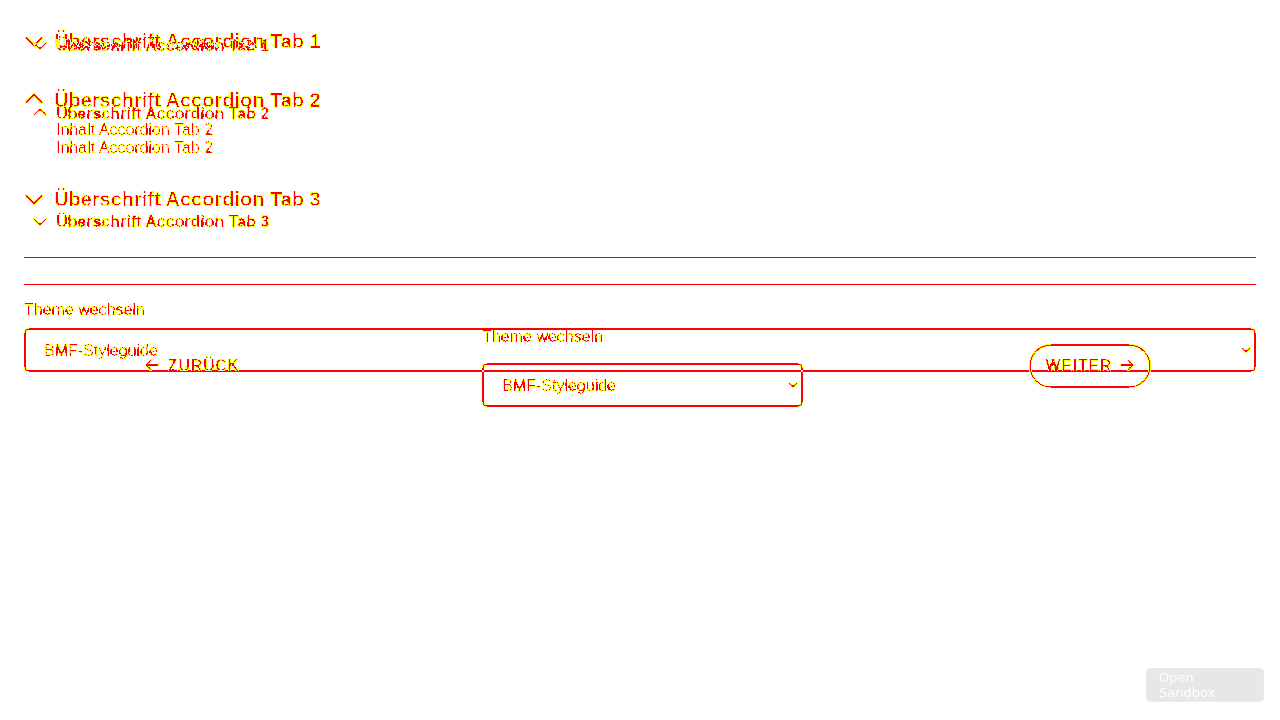 Überschrift Accordion Tab 1
Überschrift Accordion Tab 1
Überschrift Accordion Tab 2
Überschrift Accordion Tab 2
Inhalt Accordion Tab 2
Inhalt Accordion Tab 2
Überschrift Accordion Tab 3
Überschrift Accordion Tab 3
Theme wechseln
Theme wechseln
BMF-Styleguide
ZURÜCK
WEITER
BMF-Styleguide
Open
Sandbox